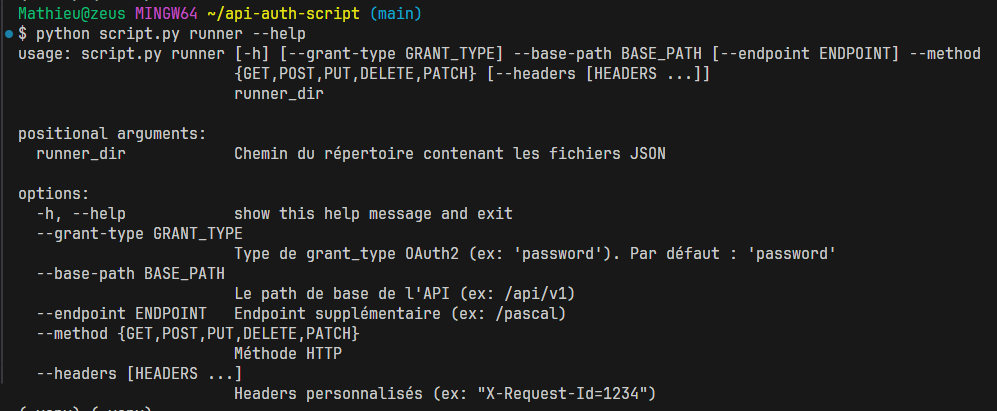 Mathieu@zeus MINGW64 ~/api-auth-script (main)
$ python script.py runner --help
usage: script.py runner [-h] [--grant-type GRANT_TYPE] --base-path BASE_PATH [--endpoint ENDPOINT] --method
{GET,POST,PUT,DELETE,PATCH} [--headers [HEADERS ...]]
runner_dir
positional arguments:
runner_dir Chemin du répertoire contenant les fichiers JSON
options:
-h, --help show this help message and exit
--grant-type GRANT_TYPE
Type de grant_type OAuth2 (ex: 'password'). Par défaut : 'password'
--base-path BASE_PATH
Le path de base de l'API (ex: /api/v1)
--endpoint ENDPOINT Endpoint supplémentaire (ex: /pascal)
--method {GET,POST,PUT,DELETE,PATCH}
Méthode HTTP
--headers [HEADERS ...]
Headers personnalisés (ex: "X-Request-Id=1234")